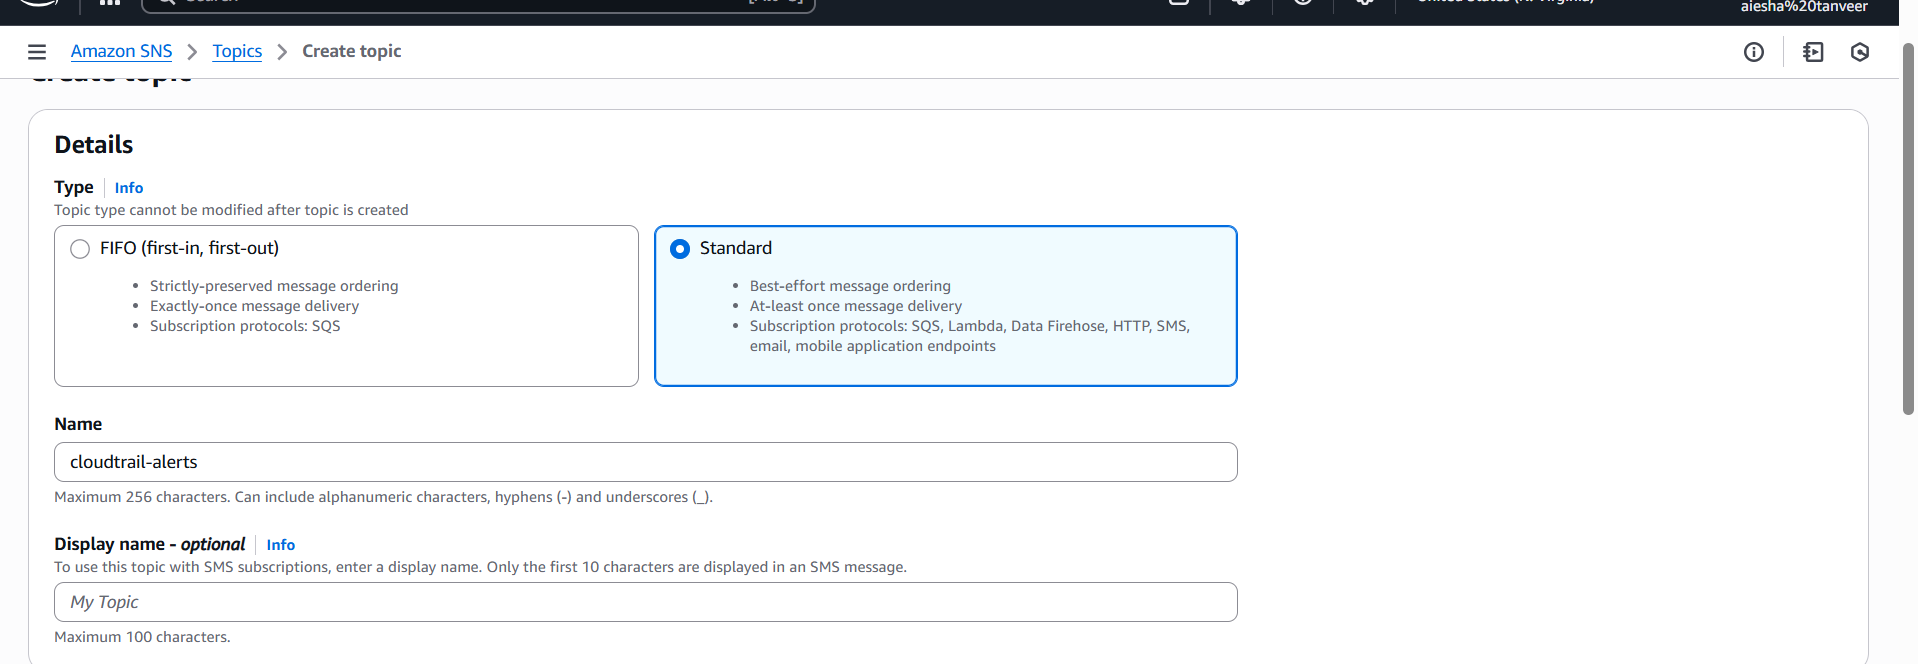 aiesha%20tanveer
Amazon SNS
Topics
Create topic
Create topic
Details
Type
Info
Topic type cannot be modified after topic is created
FIFO (first-in, first-out)
Strictly-preserved message ordering
Exactly-once message delivery
Subscription protocols: SQS
Standard
Best-effort message ordering
At-least once message delivery
Subscription protocols: SQS, Lambda, Data Firehose, HTTP, SMS,
email, mobile application endpoints
Name
cloudtrail-alerts
Maximum 256 characters. Can include alphanumeric characters, hyphens (-) and underscores (_).
Display name - optional
Info
To use this topic with SMS subscriptions, enter a display name. Only the first 10 characters are displayed in an SMS message.
My Topic
Maximum 100 characters.